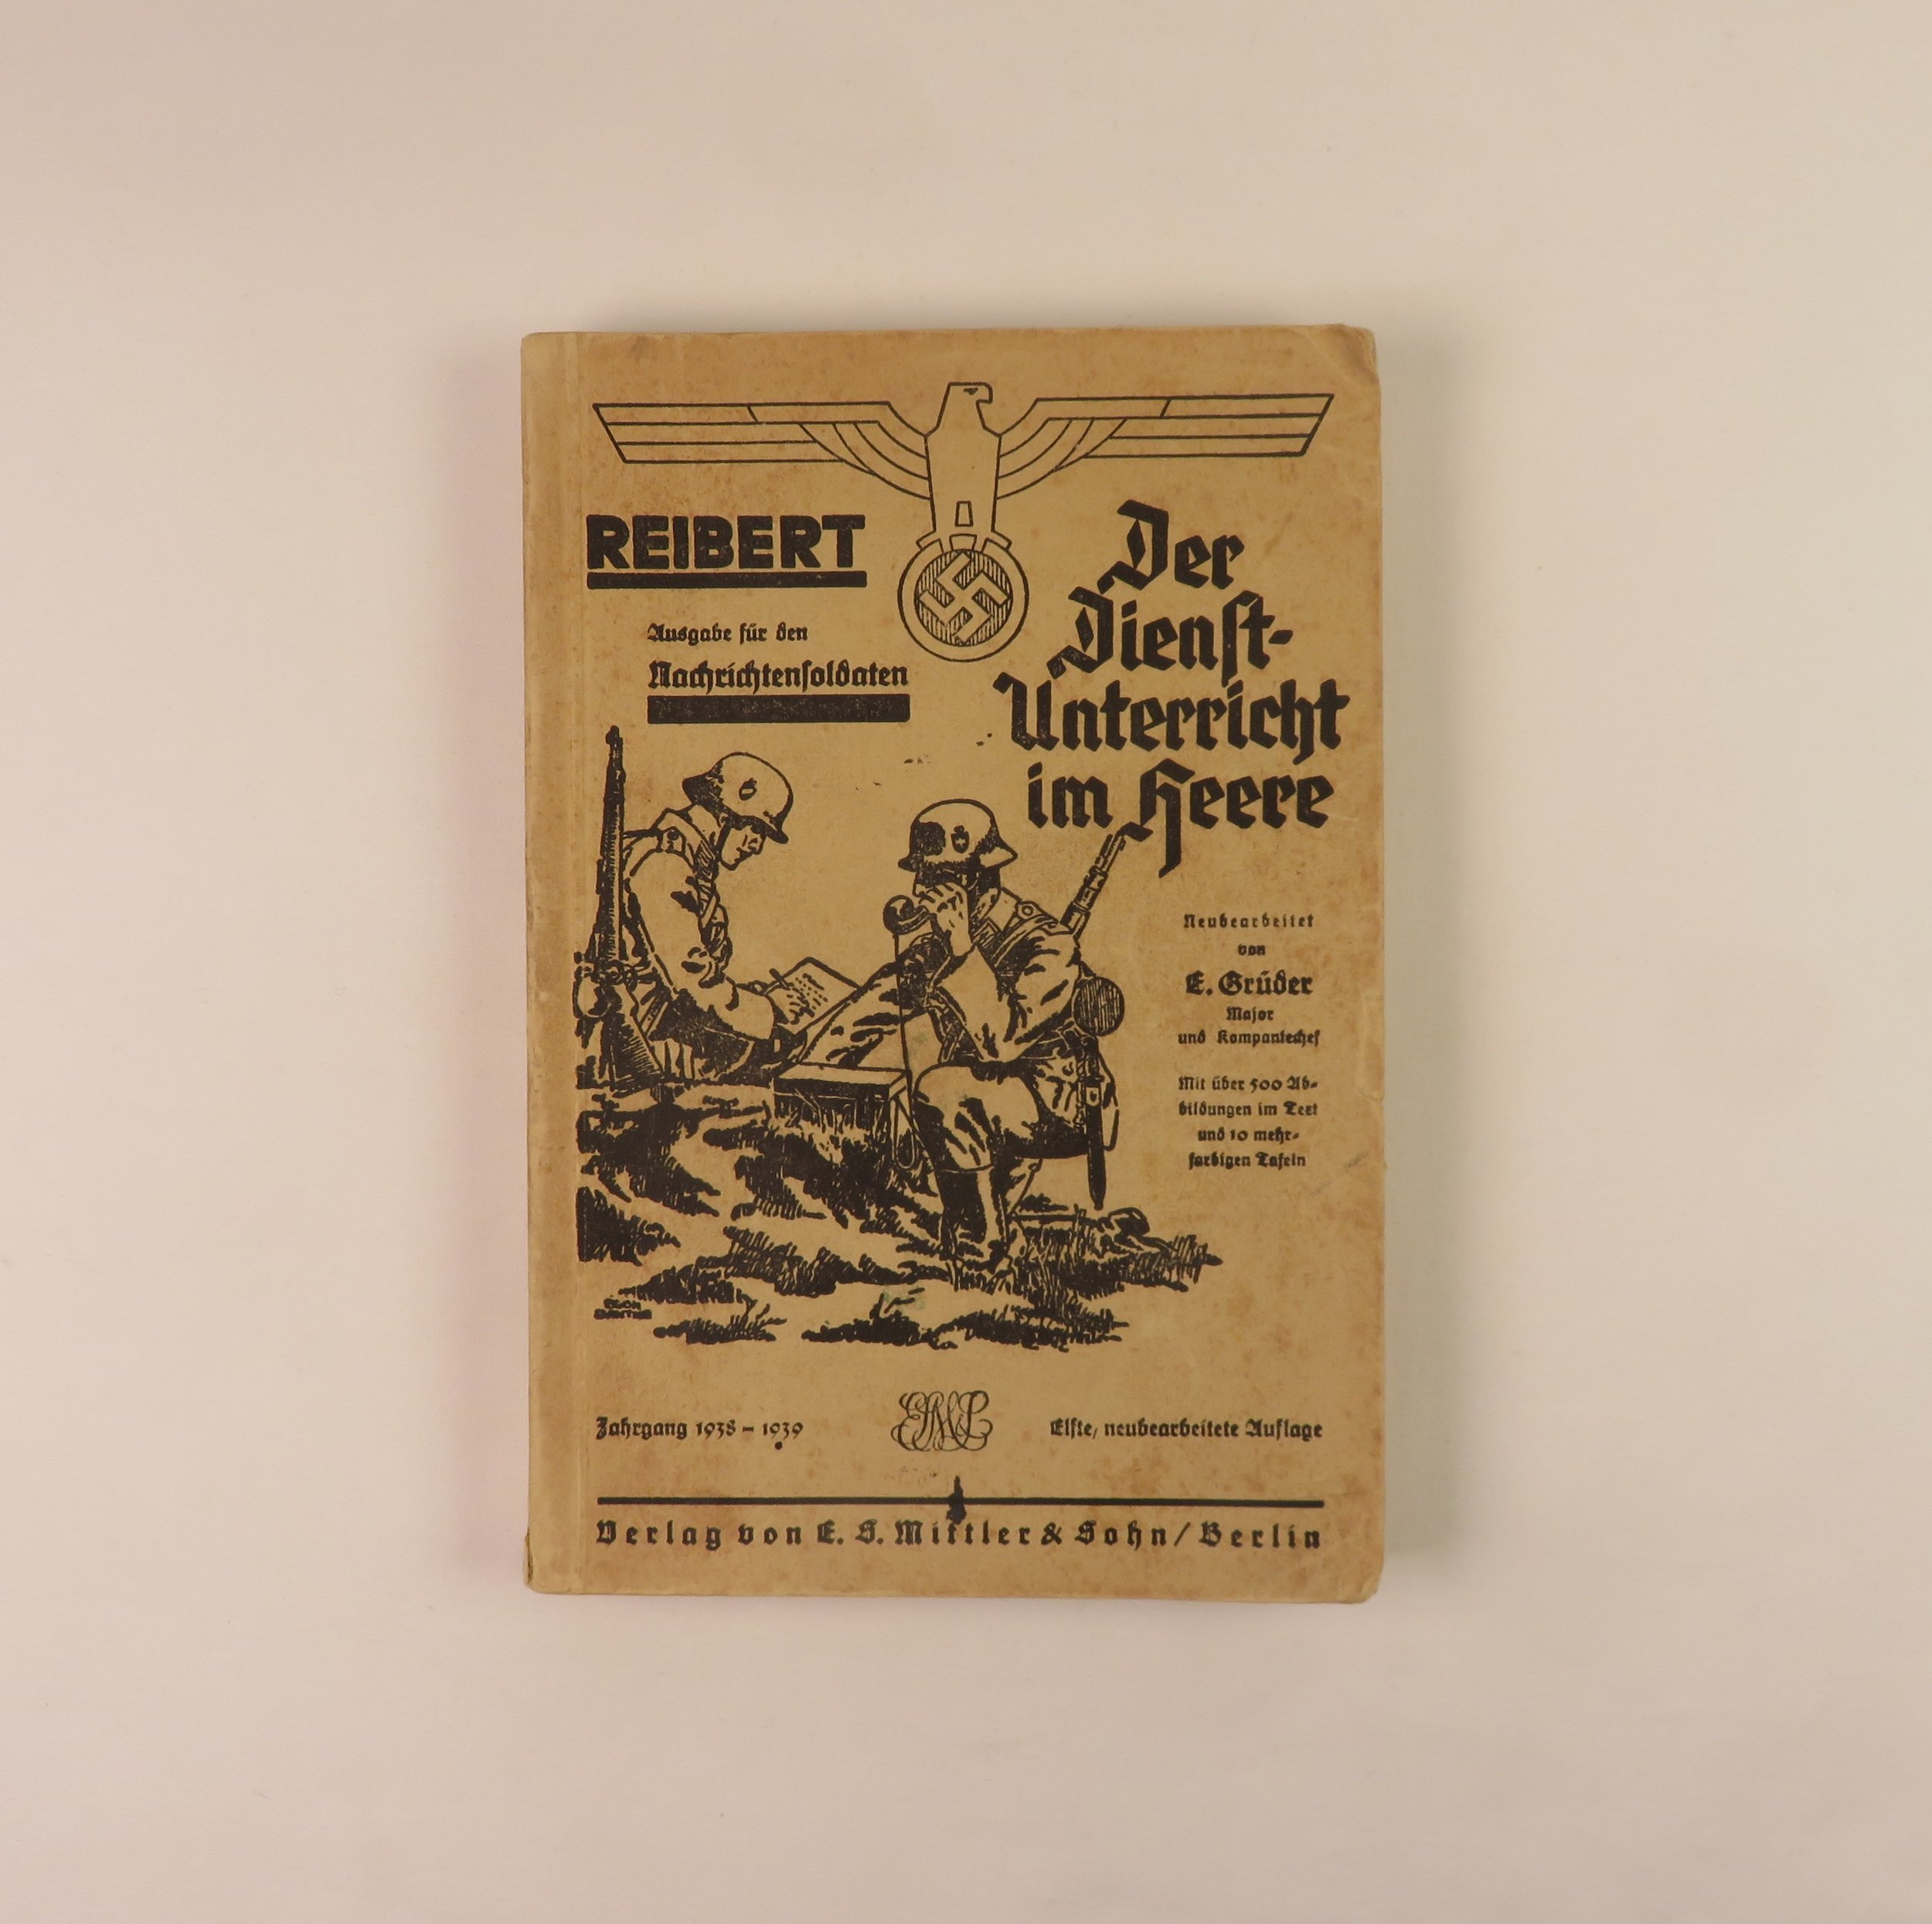 REIBERT
Ausgabe für den
Nachrichtensoldaten
Der
Dienst-
Unterricht
im Heere
Neubearbeitet
von
E. Grüder
Major
und Kompaniechef
Mit über 500 Ab-
bildungen im Text
und 10 mehr-
farbigen Tafeln
Jahrgang 1938 - 1939
Elfte, neubearbeitete Auflage
Verlag von E. S. Mittler & Sohn / Berlin